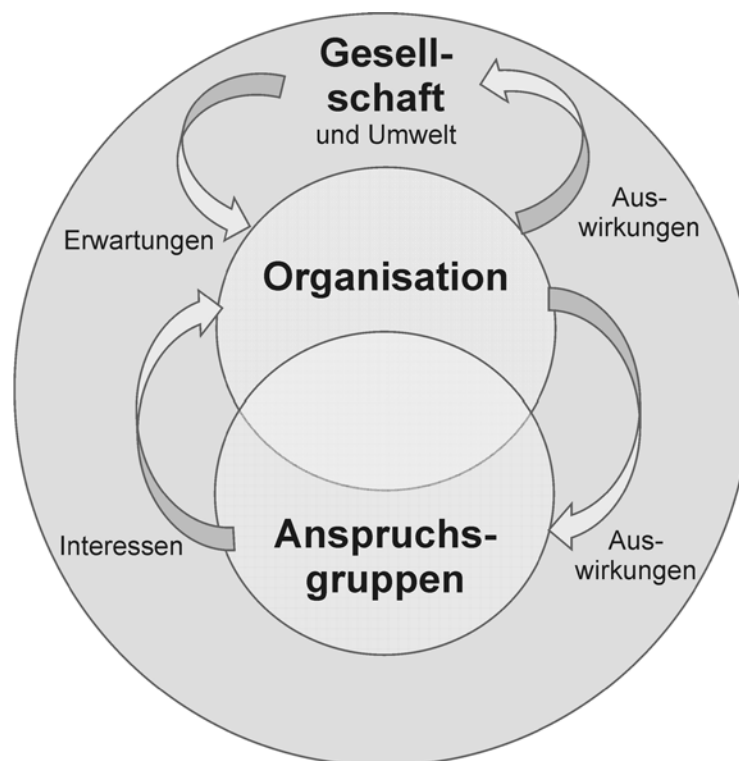 Gesell-
schaft
und Umwelt
Erwartungen
Aus-
wirkungen
Organisation
Interessen
Anspruchs-
gruppen
Aus-
wirkungen